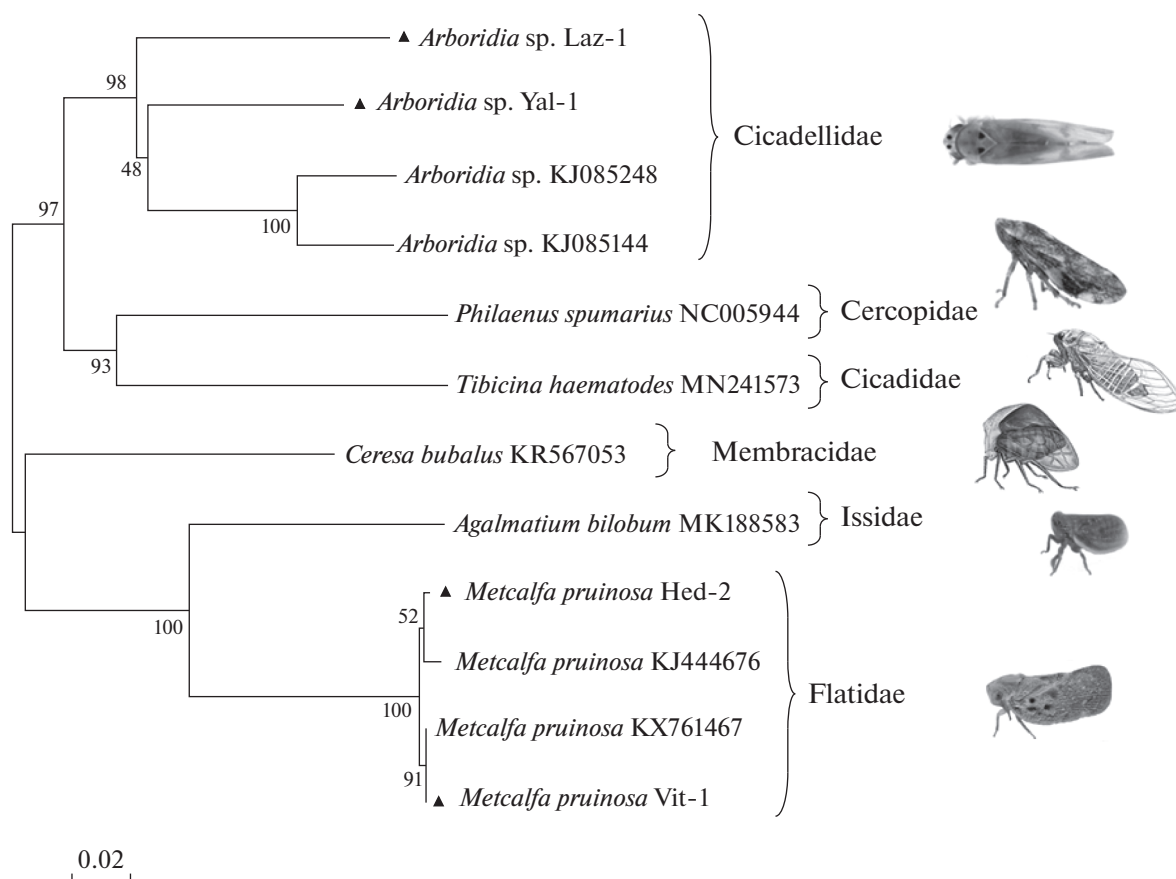 ▲ Arboridia sp. Laz-1
98
▲ Arboridia sp. Yal-1
Cicadellidae
48
Arboridia sp. KJ085248
97
100
Arboridia sp. KJ085144
Philaenus spumarius NC005944
Cercopidae
93
Tibicina haematodes MN241573
Cicadidae
Ceresa bubalus KR567053
Membracidae
Agalmatium bilobum MK188583
Issidae
▲ Metcalfa pruinosa Hed-2
52
100
Metcalfa pruinosa KJ444676
Flatidae
100
Metcalfa pruinosa KX761467
91
▲ Metcalfa pruinosa Vit-1
0.02